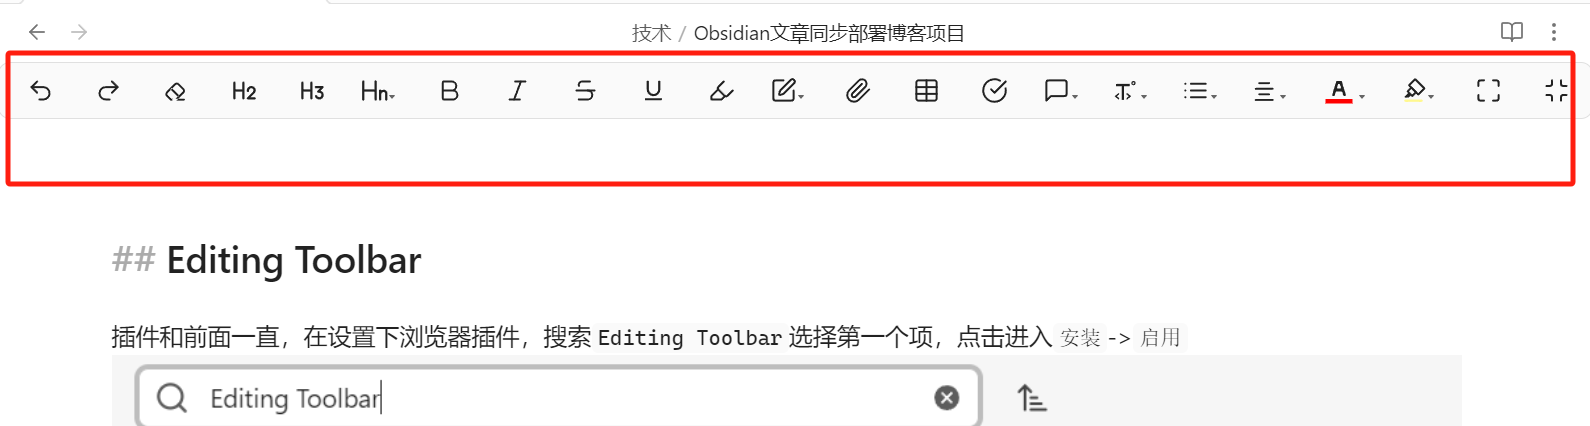 技术 / Obsidian文章同步部署博客项目
H2 H3 Hn B I S U T A
## Editing Toolbar
插件和前面一直，在设置下浏览器插件，搜索 Editing Toolbar 选择第一个项，点击进入 安装 -> 启用
Editing Toolbar